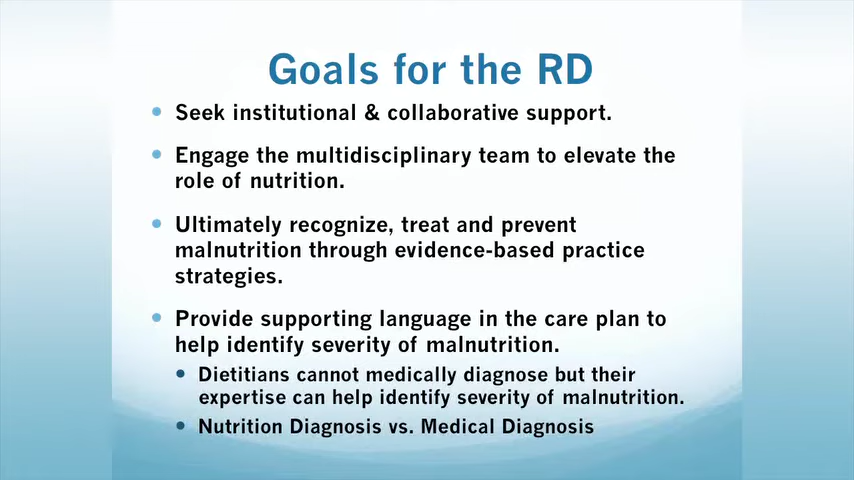 Goals for the RD
• Seek institutional & collaborative support.
• Engage the multidisciplinary team to elevate the
role of nutrition.
• Ultimately recognize, treat and prevent
malnutrition through evidence-based practice
strategies.
• Provide supporting language in the care plan to
help identify severity of malnutrition.
• Dietitians cannot medically diagnose but their
expertise can help identify severity of malnutrition.
• Nutrition Diagnosis vs. Medical Diagnosis